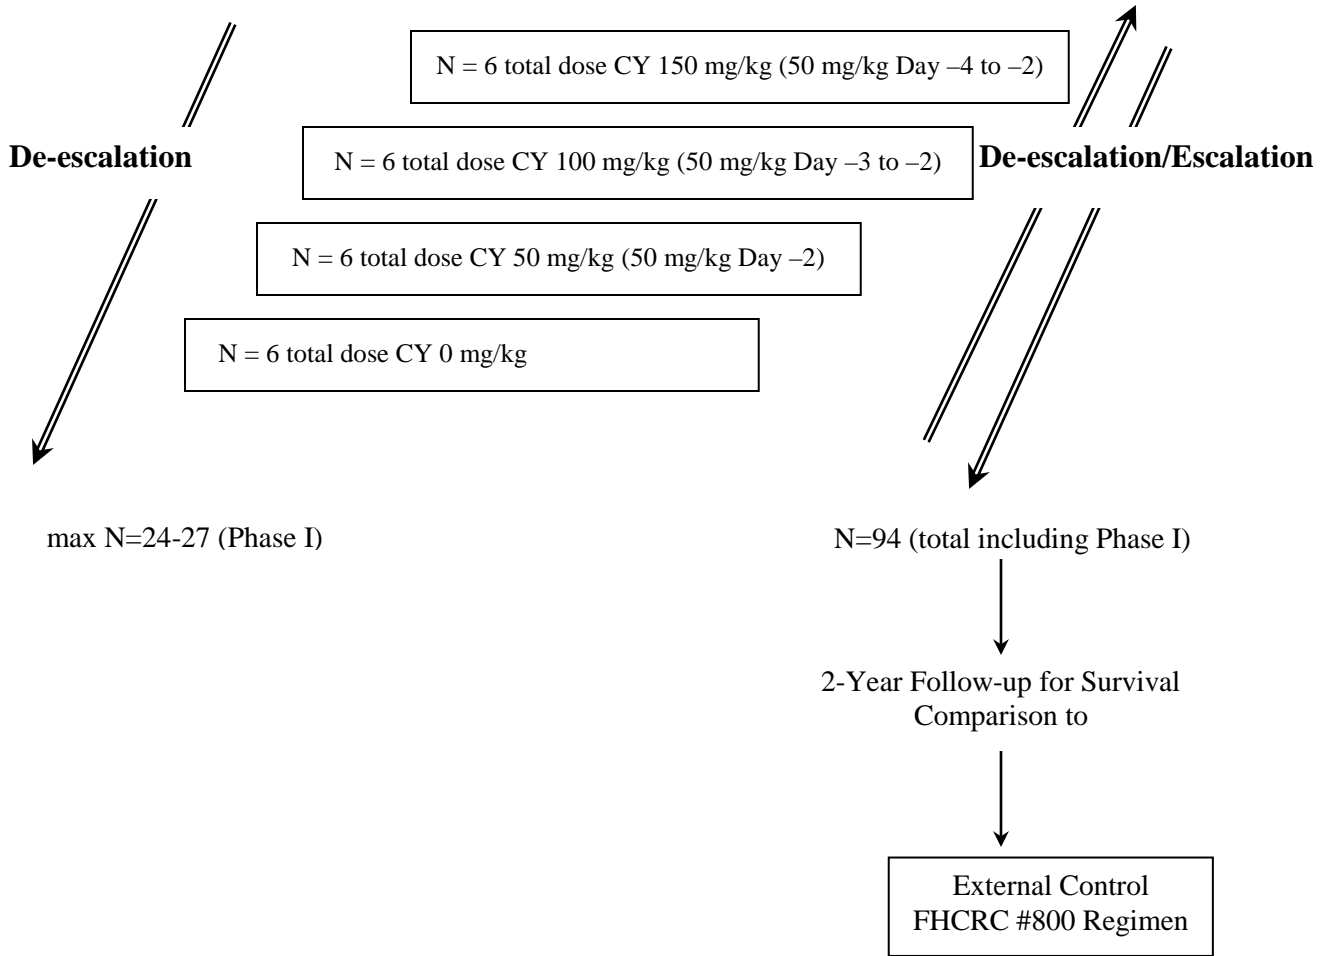 N = 6 total dose CY 150 mg/kg (50 mg/kg Day –4 to –2)
De-escalation
N = 6 total dose CY 100 mg/kg (50 mg/kg Day –3 to –2)
De-escalation/Escalation
N = 6 total dose CY 50 mg/kg (50 mg/kg Day –2)
N = 6 total dose CY 0 mg/kg
max N=24-27 (Phase I)
N=94 (total including Phase I)
2-Year Follow-up for Survival
Comparison to
External Control
FHCRC #800 Regimen